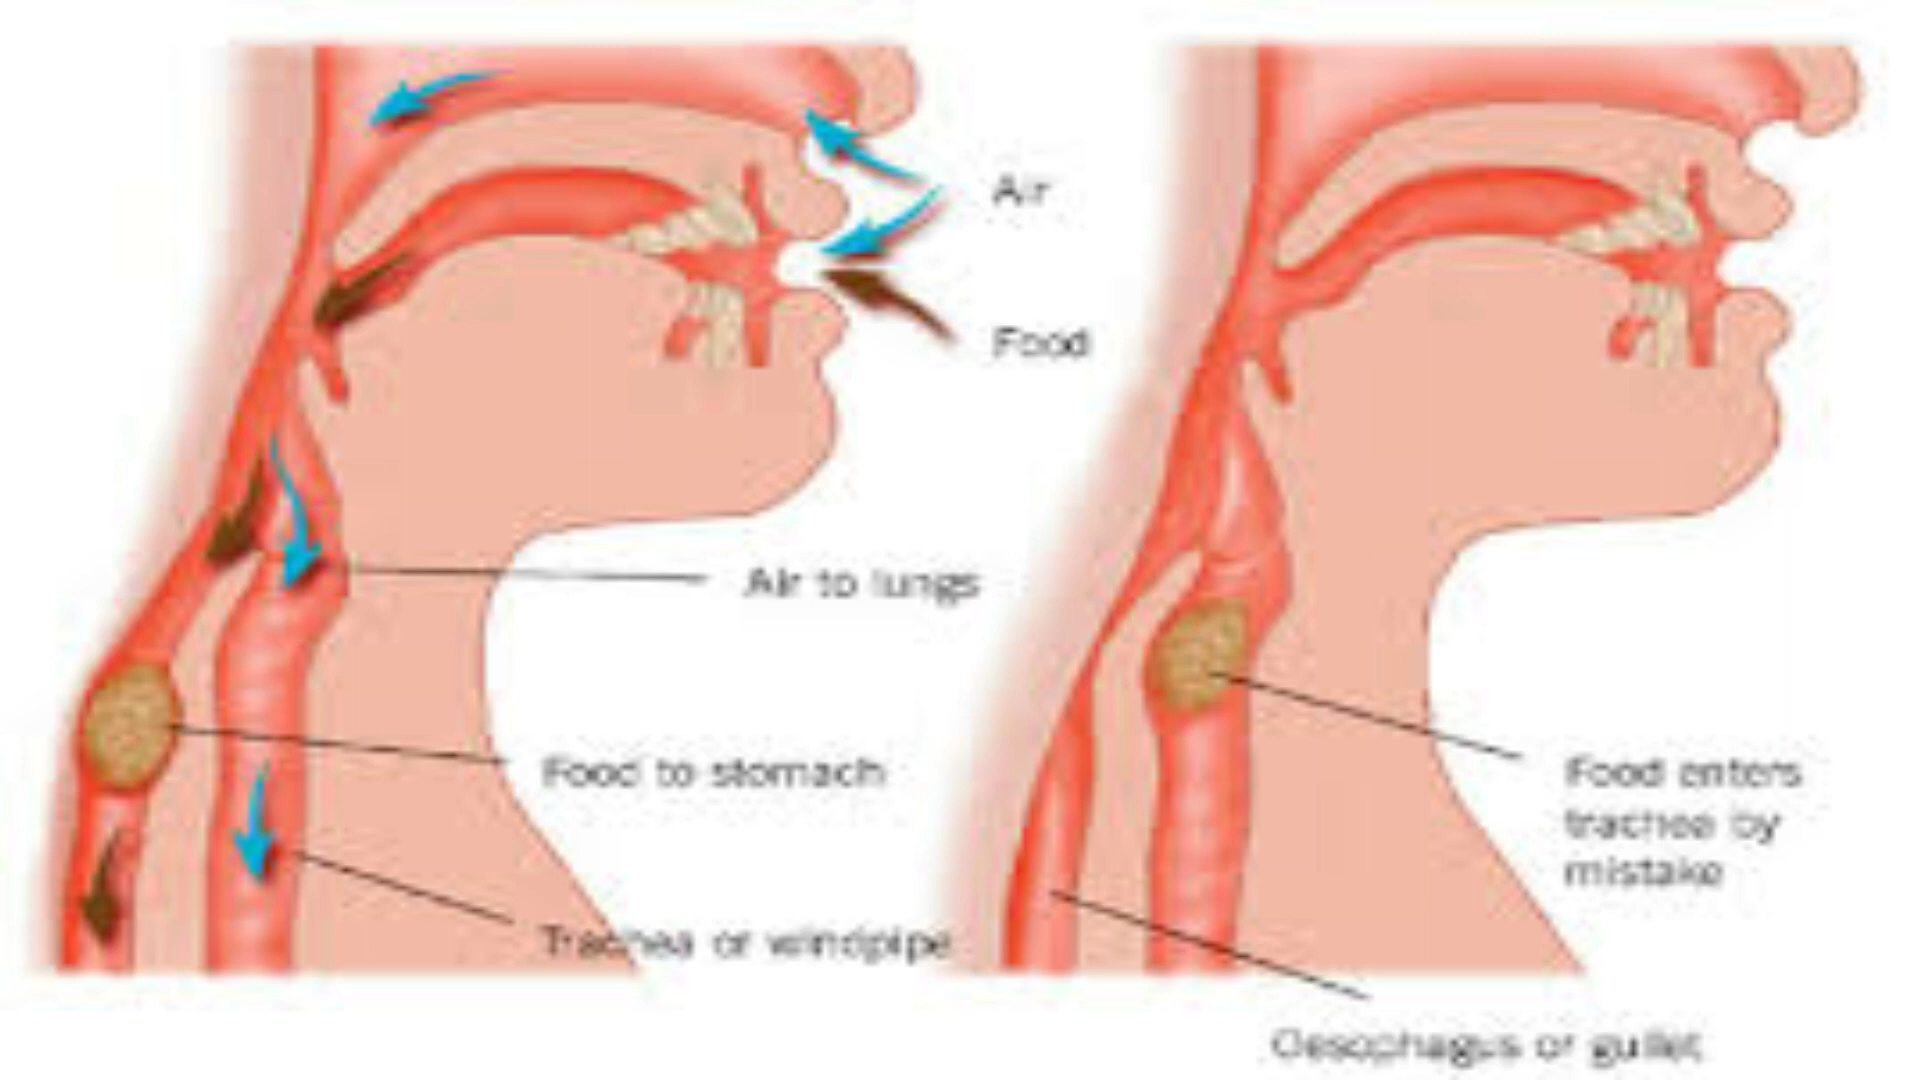 Air
Food
Air to lungs
Food to stomach
Trachea or windpipe
Food enters
trachea by
mistake
Oesophagus or gullet